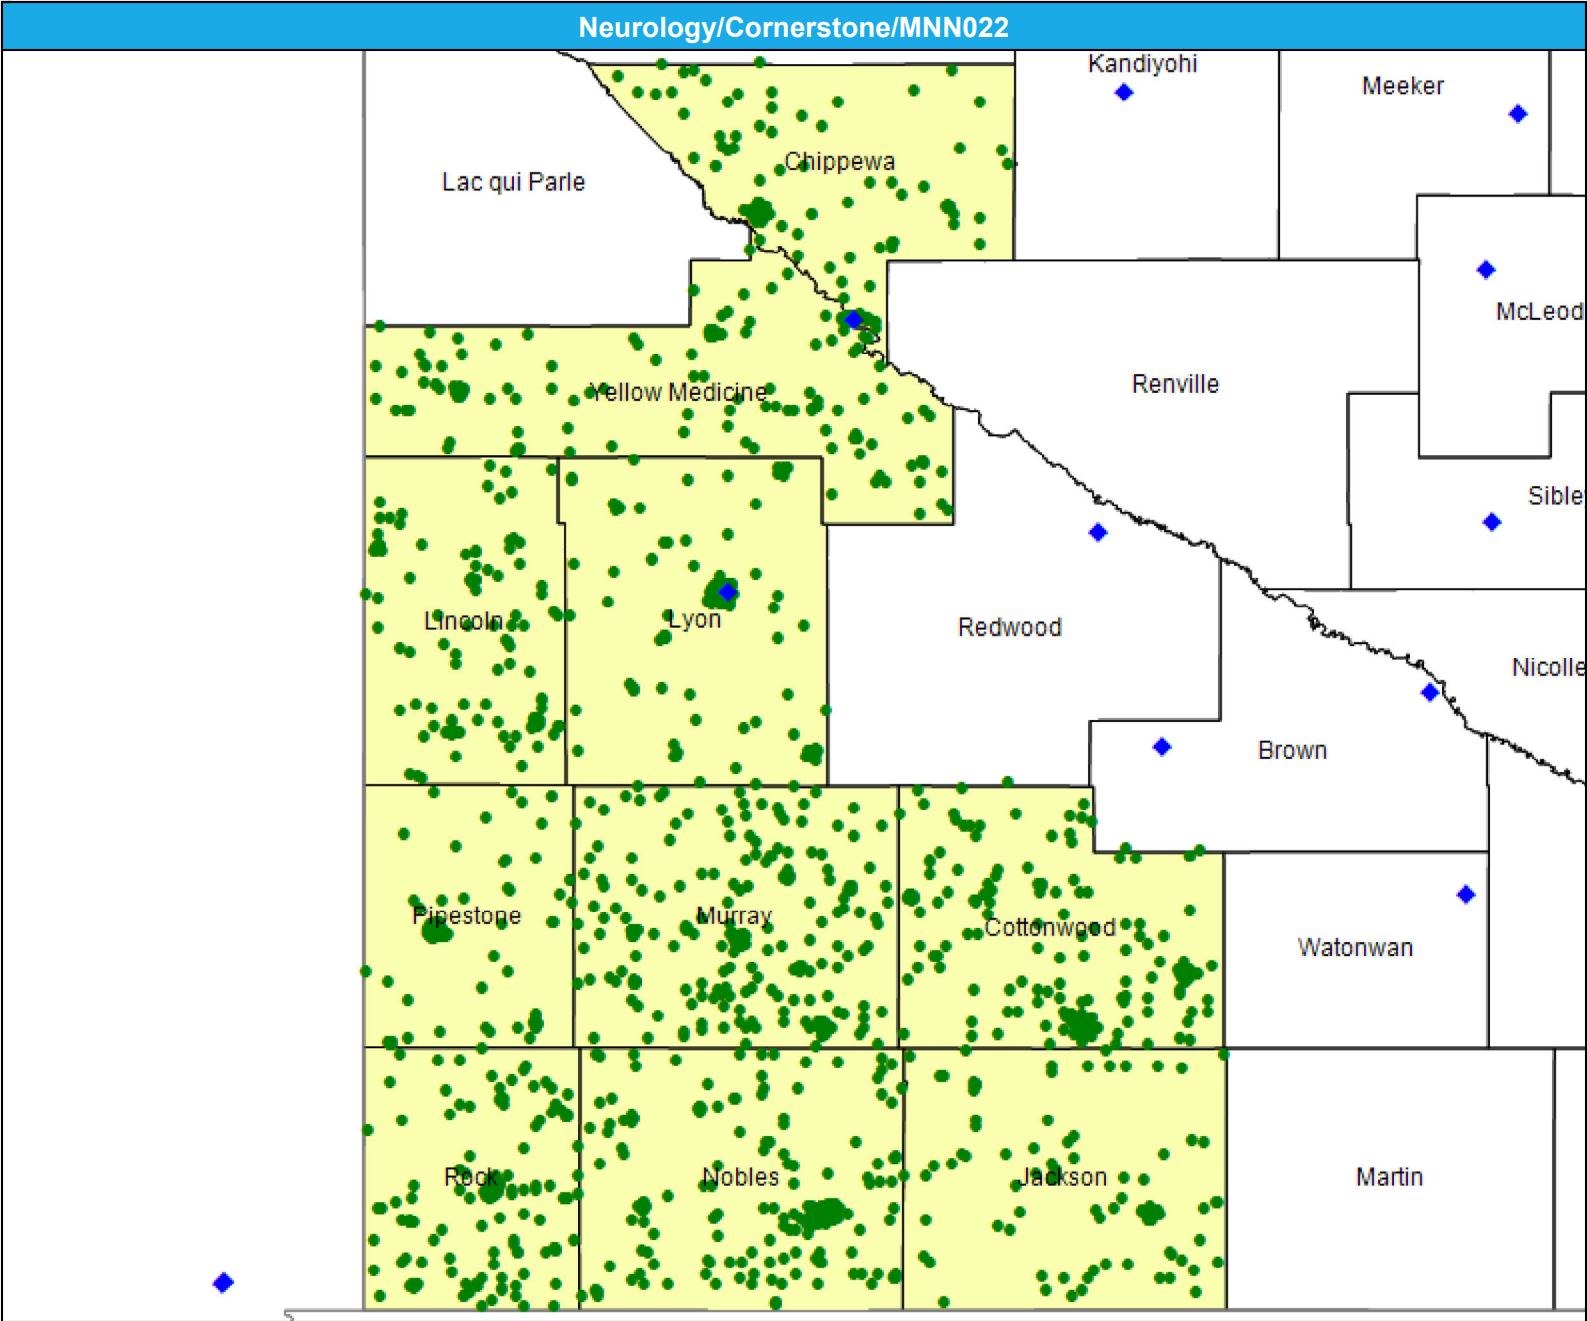 Neurology/Cornerstone/MNN022
Kandiyohi
Meeker
Chippewa
Lac qui Parle
McLeod
Renville
Yellow Medicine
Sible
Lincoln
Lyon
Redwood
Nicolle
Brown
Pipestone
Murray
Cottonwood
Watonwan
Rock
Nobles
Jackson
Martin